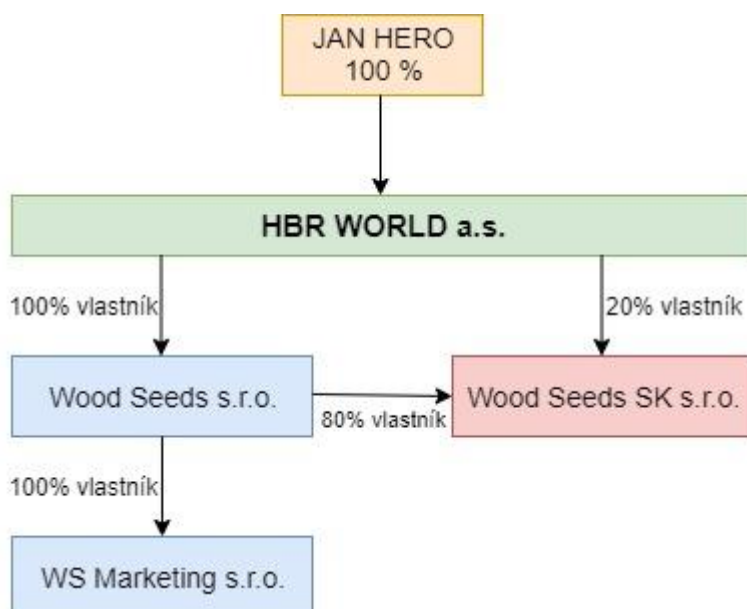 JAN HERO
100 %
HBR WORLD a.s.
100% vlastník
20% vlastník
Wood Seeds s.r.o.
80% vlastník
Wood Seeds SK s.r.o.
100% vlastník
WS Marketing s.r.o.